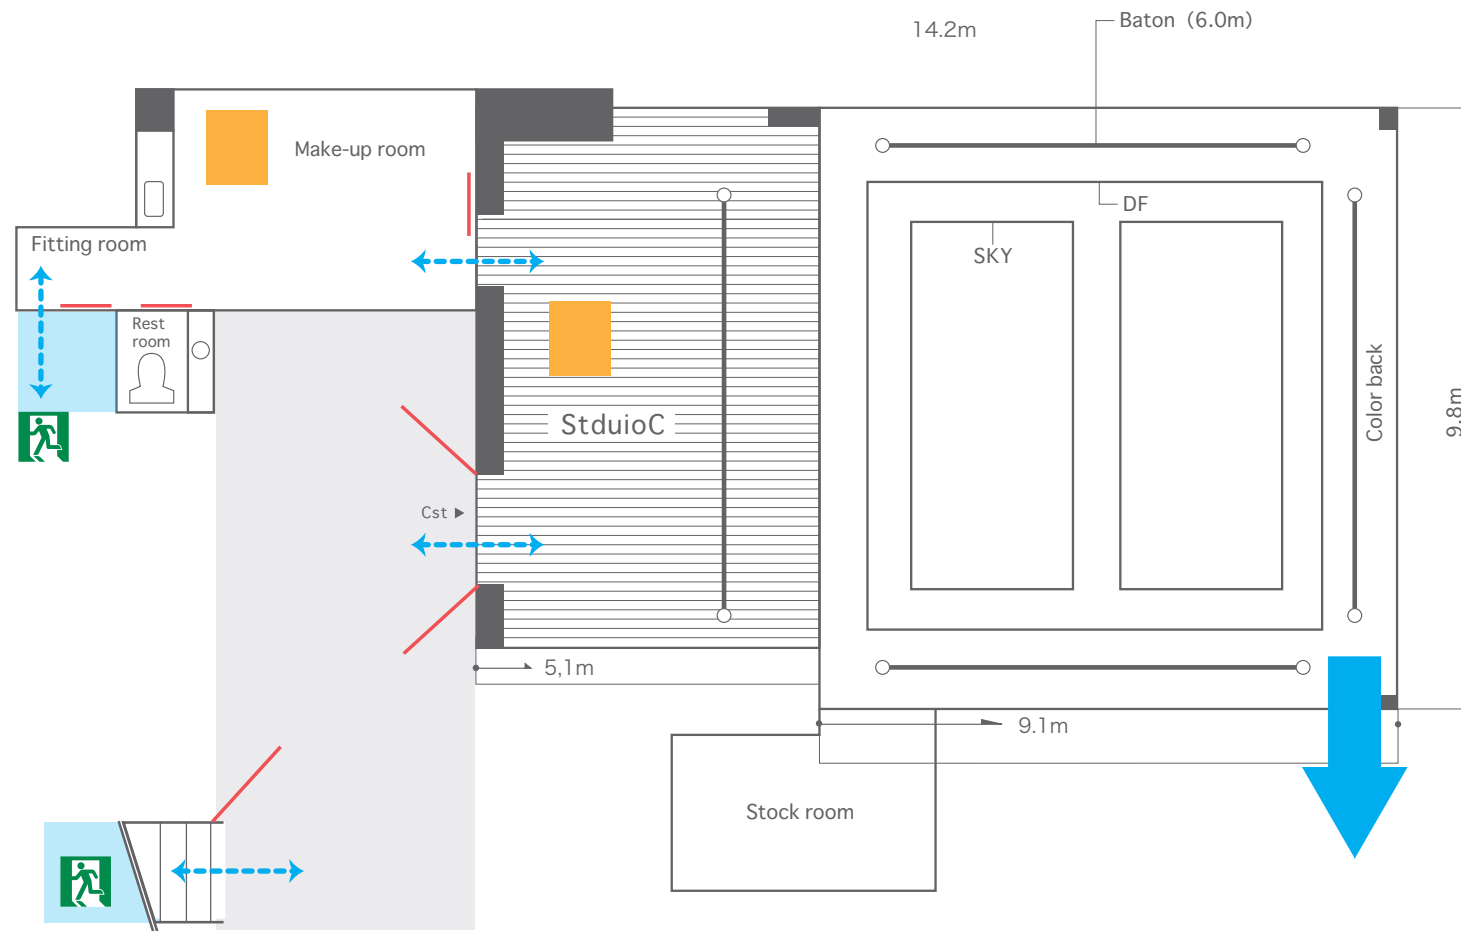 14.2m
Baton（6.0m）
Make-up room
DF
Fitting room
SKY
Rest
room
Color back
9.8m
StduioC
Cst ▶
5,1m
9.1m
Stock room